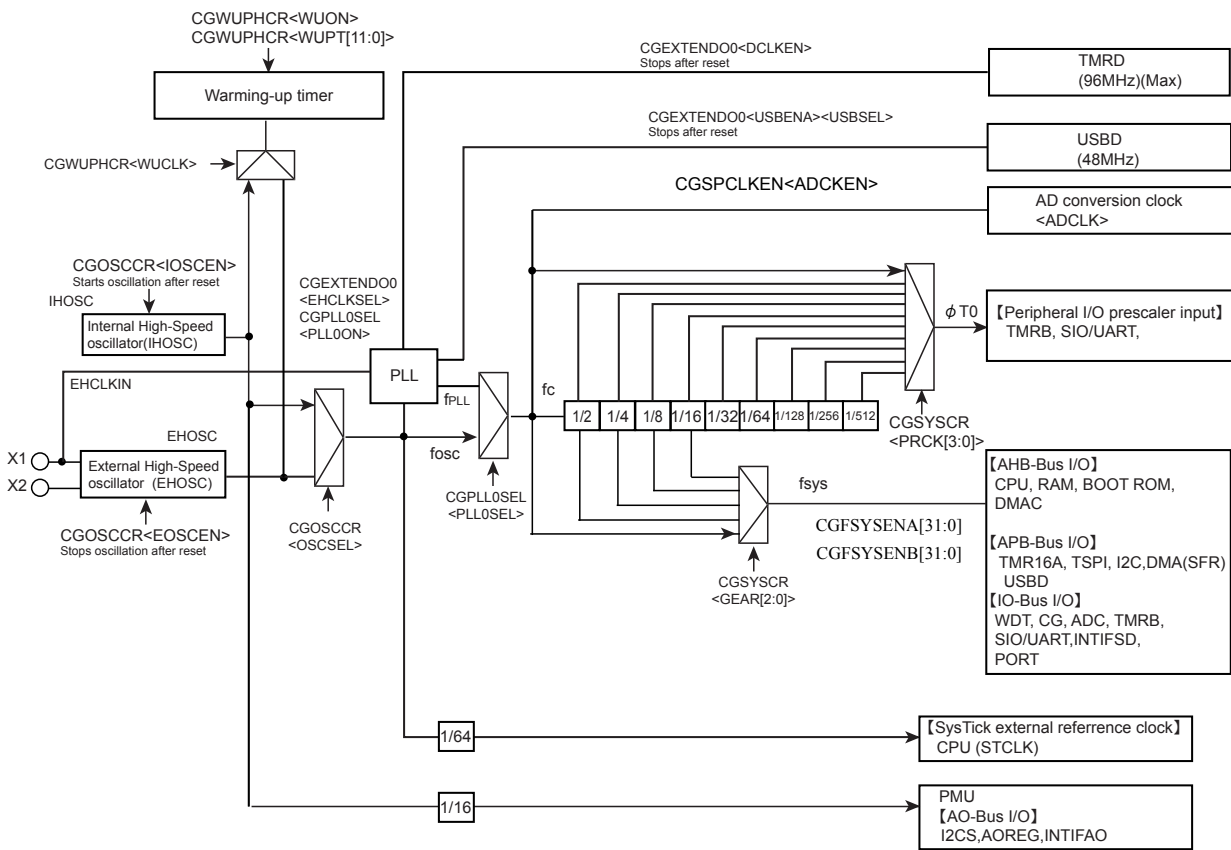 CGWUPHCR<WUON>
CGWUPHCR<WUPT[11:0]>
Warming-up timer
CGWUPHCR<WUCLK>
CGEXTENDO0<DCLKEN>
Stops after reset
TMRD
(96MHz)(Max)
CGEXTENDO0<USBENA><USBSEL>
Stops after reset
USBD
(48MHz)
CGSPCLKEN<ADCKEN>
AD conversion clock
<ADCLK>
CGOSCCR<IOSCEN>
Starts oscillation after reset
IHOSC
Internal High-Speed
oscillator(IHOSC)
CGEXTENDO0
<EHCLKSEL>
CGPLL0SEL
<PLL0ON>
PLL
EHCLKIN
fPLL
fosc
fc
1/2
1/4
1/8
1/16
1/32
1/64
1/128
1/256
1/512
ϕT0
【Peripheral I/O prescaler input】
TMRB, SIO/UART,
CGSYSCR
<PRCK[3:0]>
X1
X2
EHOSC
External High-Speed
oscillator (EHOSC)
CGOSCCR<EOSCEN>
Stops oscillation after reset
CGOSCCR
<OSCSEL>
CGPLL0SEL
<PLL0SEL>
CGSYSCR
<GEAR[2:0]>
fsys
CGFSYSENA[31:0]
CGFSYSENB[31:0]
【AHB-Bus I/O】
CPU, RAM, BOOT ROM,
DMAC
【APB-Bus I/O】
TMR16A, TSPI, I2C,DMA(SFR)
USBD
【IO-Bus I/O】
WDT, CG, ADC, TMRB,
SIO/UART,INTIFSD,
PORT
1/64
【SysTick external referrence clock】
CPU (STCLK)
1/16
PMU
【AO-Bus I/O】
I2CS,AOREG,INTIFAO